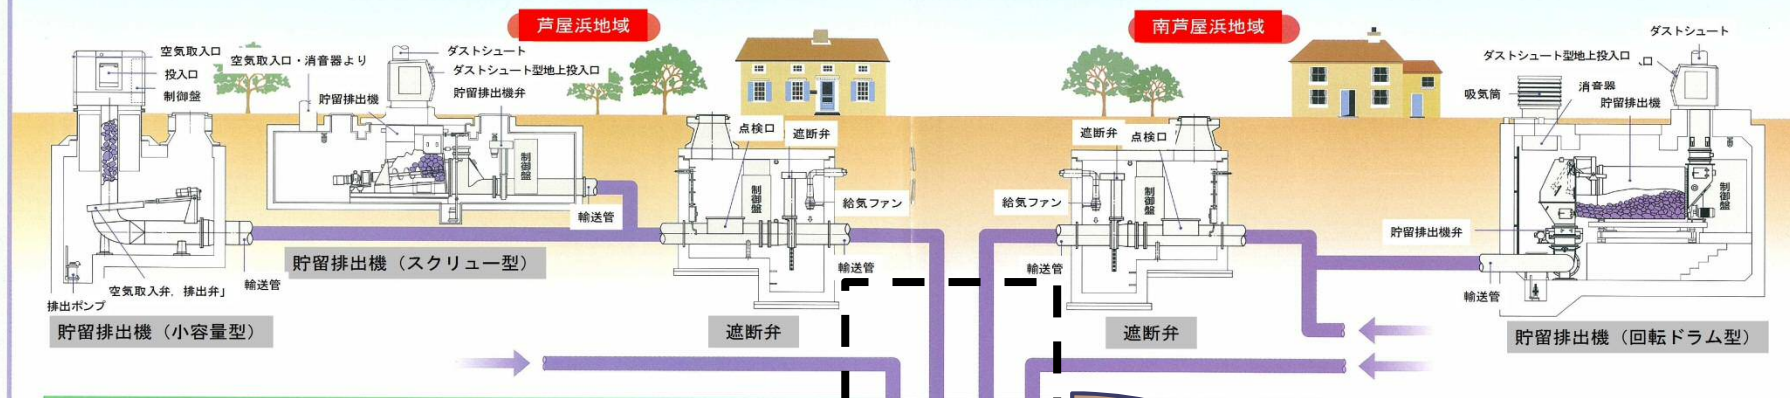 芦屋浜地域
南芦屋浜地域
空気取入口
投入口
制御盤
空気取入口・消音器より
ダストシュート
ダストシュート型地上投入口
貯留排出機弁
貯留排出機
制御盤
輸送管
点検口
遮断弁
制御盤
給気ファン
輸送管
遮断弁
点検口
給気ファン
制御盤
輸送管
ダストシュート
ダストシュート型地上投入口
口
吸気筒
消音器
貯留排出機
制御盤
貯留排出機弁
輸送管
排出ポンプ
空気取入弁，排出弁」
輸送管
貯留排出機（スクリュー型）
貯留排出機（小容量型）
遮断弁
遮断弁
貯留排出機（回転ドラム型）